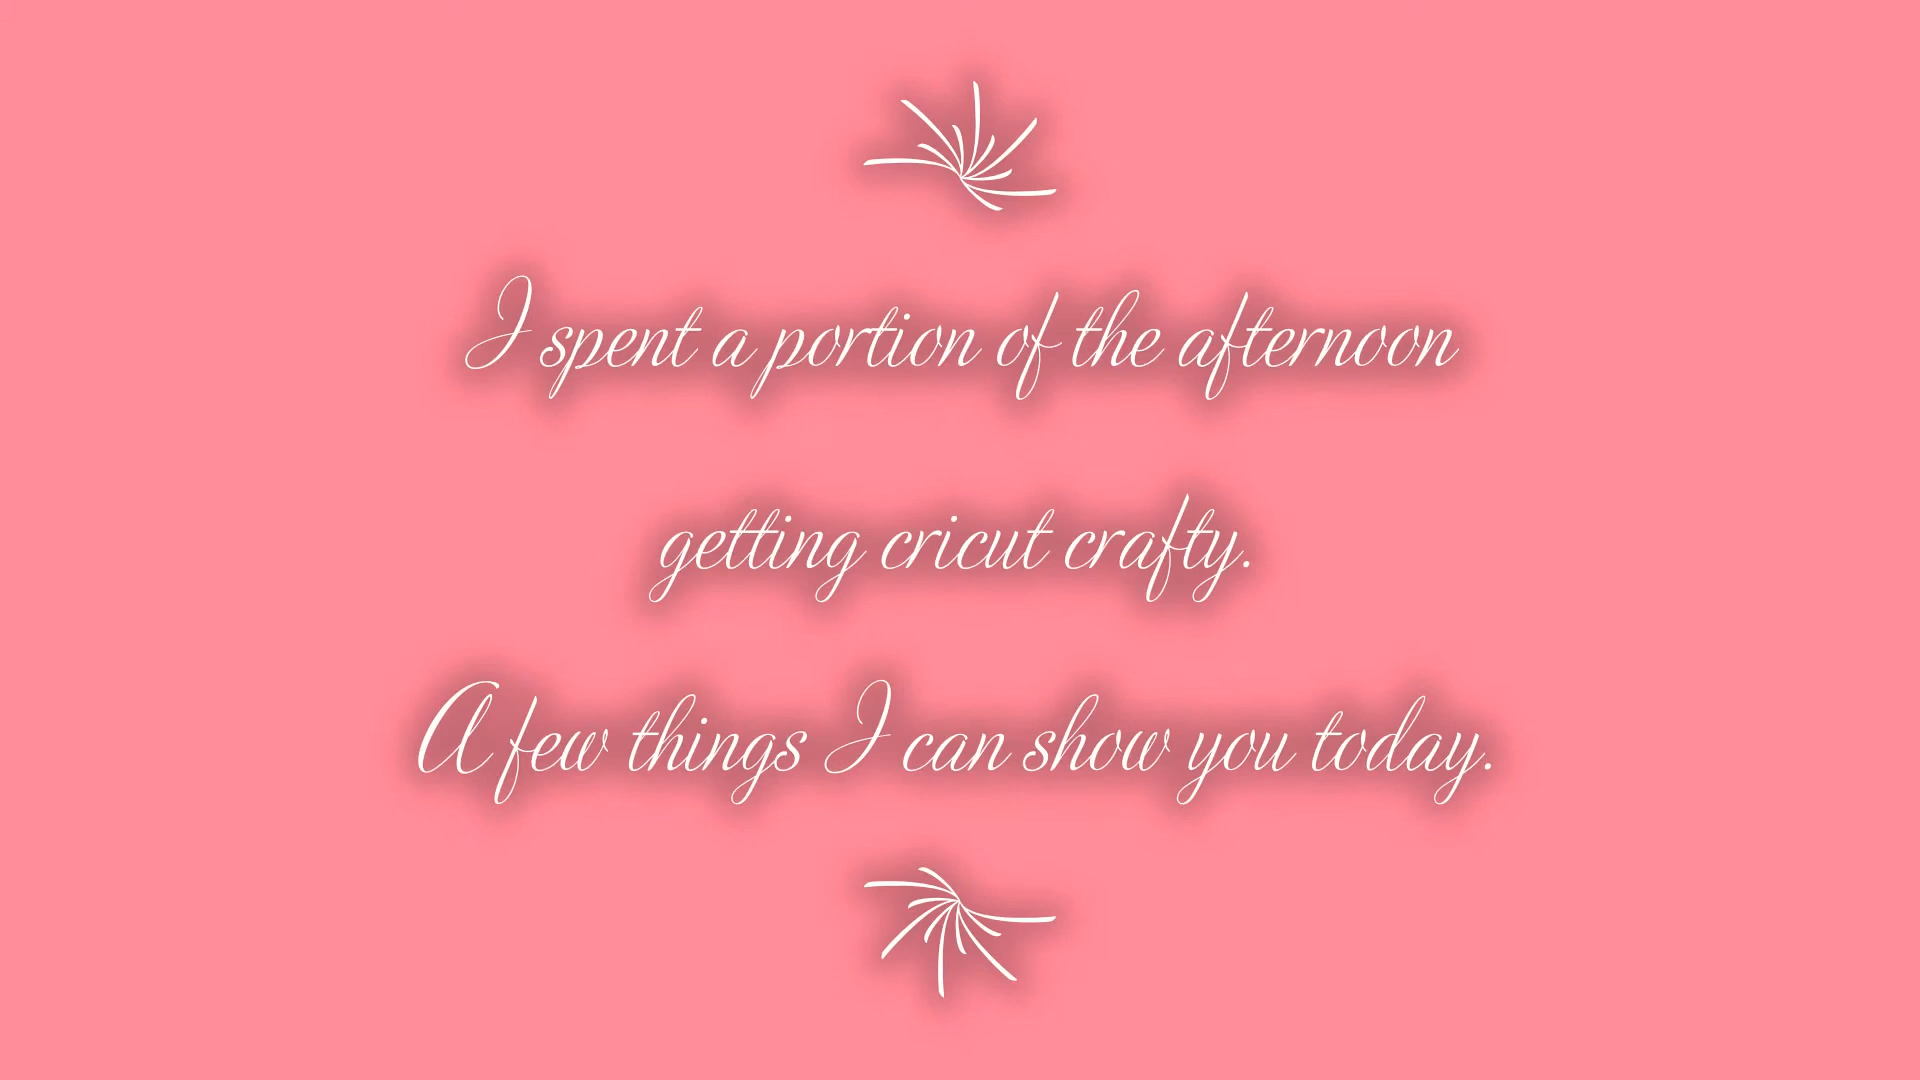 I spent a portion of the afternoon
getting cricut crafty.
A few things I can show you today.